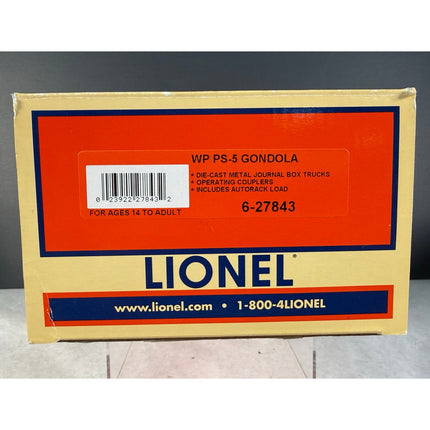 WP PS-5 GONDOLA
* DIE-CAST METAL JOURNAL BOX TRUCKS
* OPERATING COUPLERS
* INCLUDES AUTORACK LOAD
0 23922 27843 2
FOR AGES 14 TO ADULT
6-27843
LIONEL®
www.lionel.com • 1-800-4LIONEL